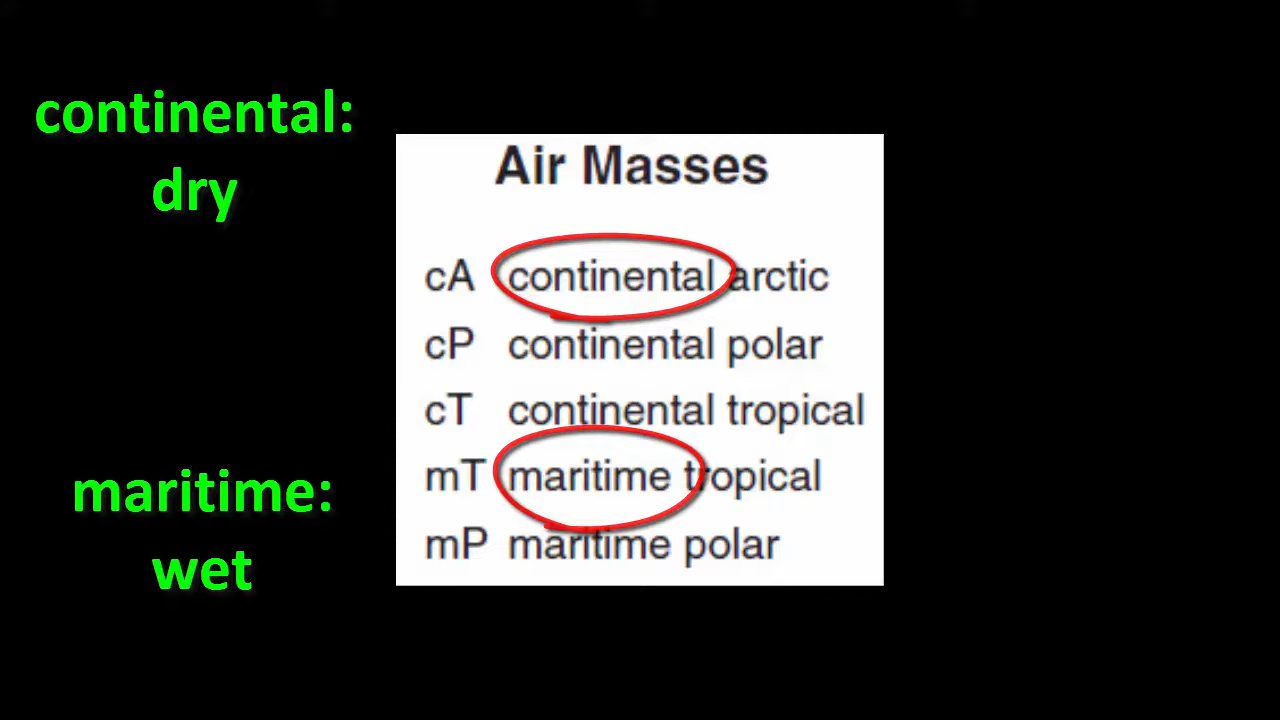 continental:
dry
maritime:
wet
Air Masses
cA continental arctic
cP continental polar
cT continental tropical
mT maritime tropical
mP maritime polar